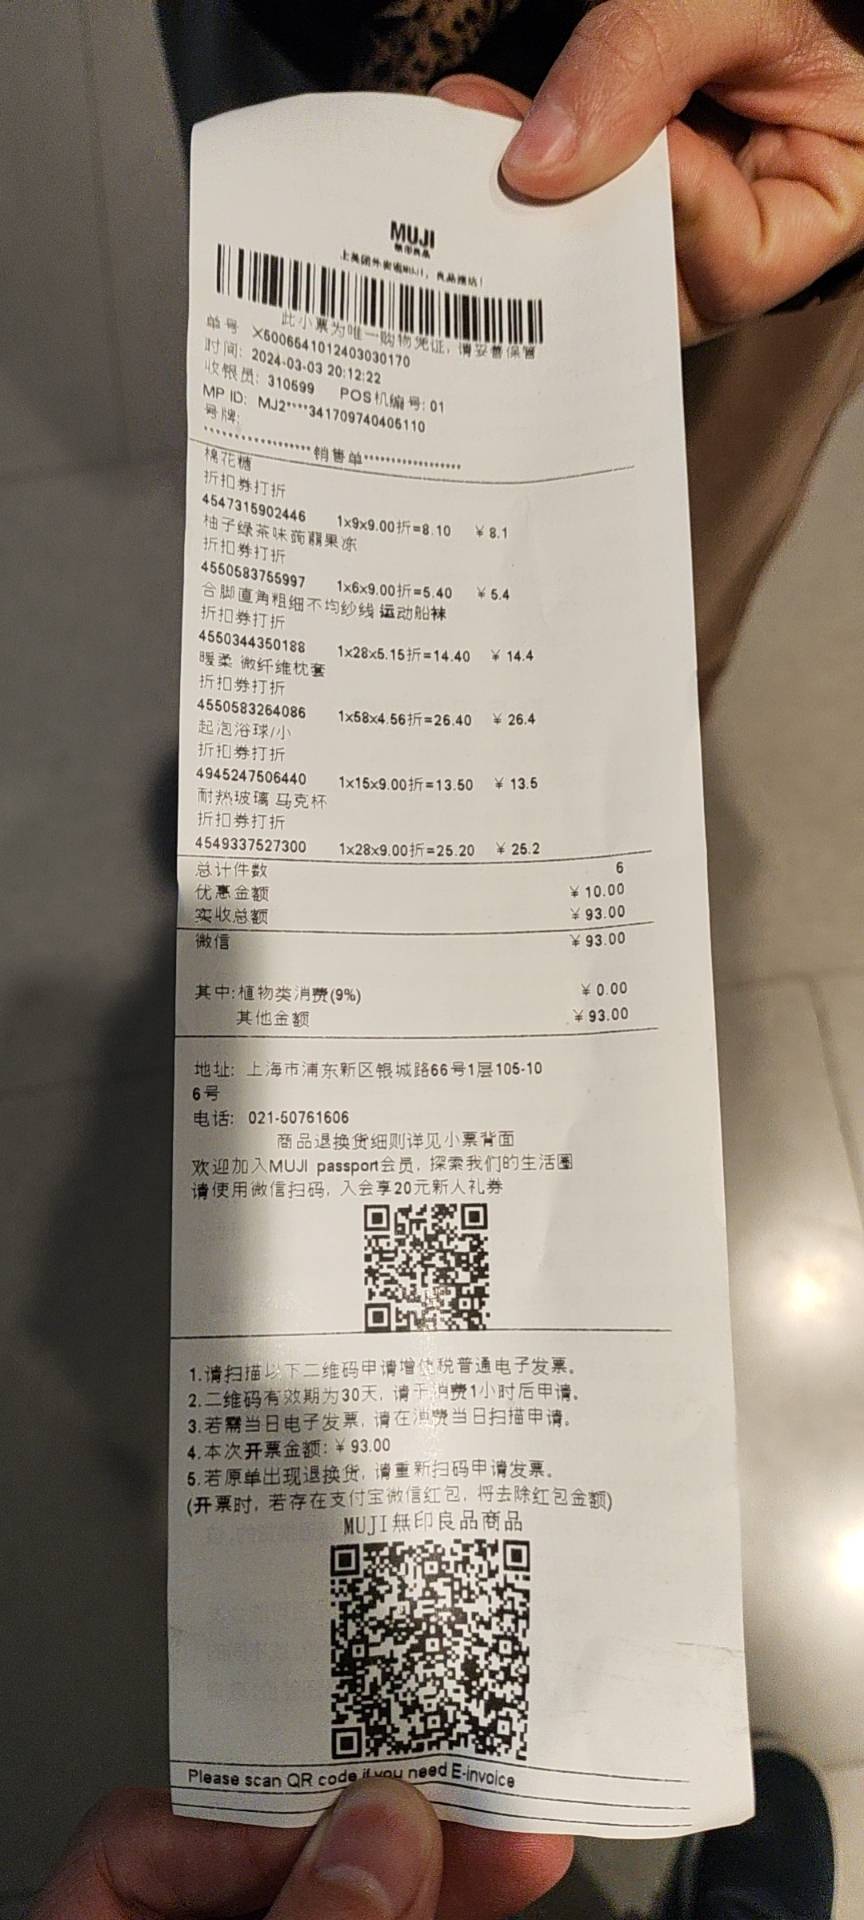 MUJI
無印良品
上美团外卖逛MUJI，良品速达！
此小票为唯一购物凭证，请妥善保管
单号 X5006541012403030170
时间: 2024-03-03 20:12:22
收银员: 310599 POS机编号: 01
MP ID: MJ2****341709740405110
号牌:
销售单
棉花糖
折扣券打折
4547315902446 1x9x9.00折=8.10 ¥8.1
柚子绿茶味蒟蒻果冻
折扣券打折
4550583755997 1x6x9.00折=5.40 ¥5.4
合脚直角粗细不均纱线 运动船袜
折扣券打折
4550344350188 1x28x5.15折=14.40 ¥14.4
暖柔 微纤维枕套
折扣券打折
4550583264086 1x58x4.56折=26.40 ¥26.4
起泡浴球/小
折扣券打折
4945247506440 1x15x9.00折=13.50 ¥13.5
耐热玻璃 马克杯
折扣券打折
4549337527300 1x28x9.00折=25.20 ¥25.2
总计件数 6
优惠金额 ¥10.00
实收总额 ¥93.00
微信 ¥93.00
其中:植物类消费(9%) ¥0.00
其他金额 ¥93.00
地址: 上海市浦东新区银城路66号1层105-10
6号
电话: 021-50761606
商品退换货细则详见小票背面
欢迎加入MUJI passport会员, 探索我们的生活圈
请使用微信扫码, 入会享20元新人礼券
1.请扫描以下二维码申请增值税普通电子发票。
2.二维码有效期为30天, 请于消费1小时后申请。
3.若需当日电子发票, 请在消费当日扫描申请。
4.本次开票金额: ¥93.00
5.若原单出现退换货, 请重新扫码申请发票。
(开票时, 若存在支付宝微信红包, 将去除红包金额)
MUJI無印良品商品
Please scan QR code if you need E-invoice